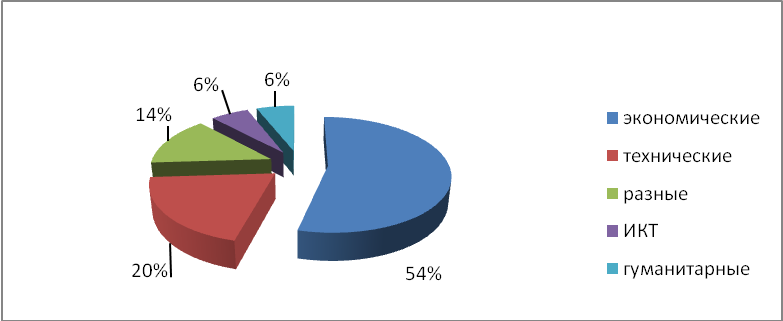 6%
6%
14%
20%
54%
экономические
технические
разные
ИКТ
гуманитарные